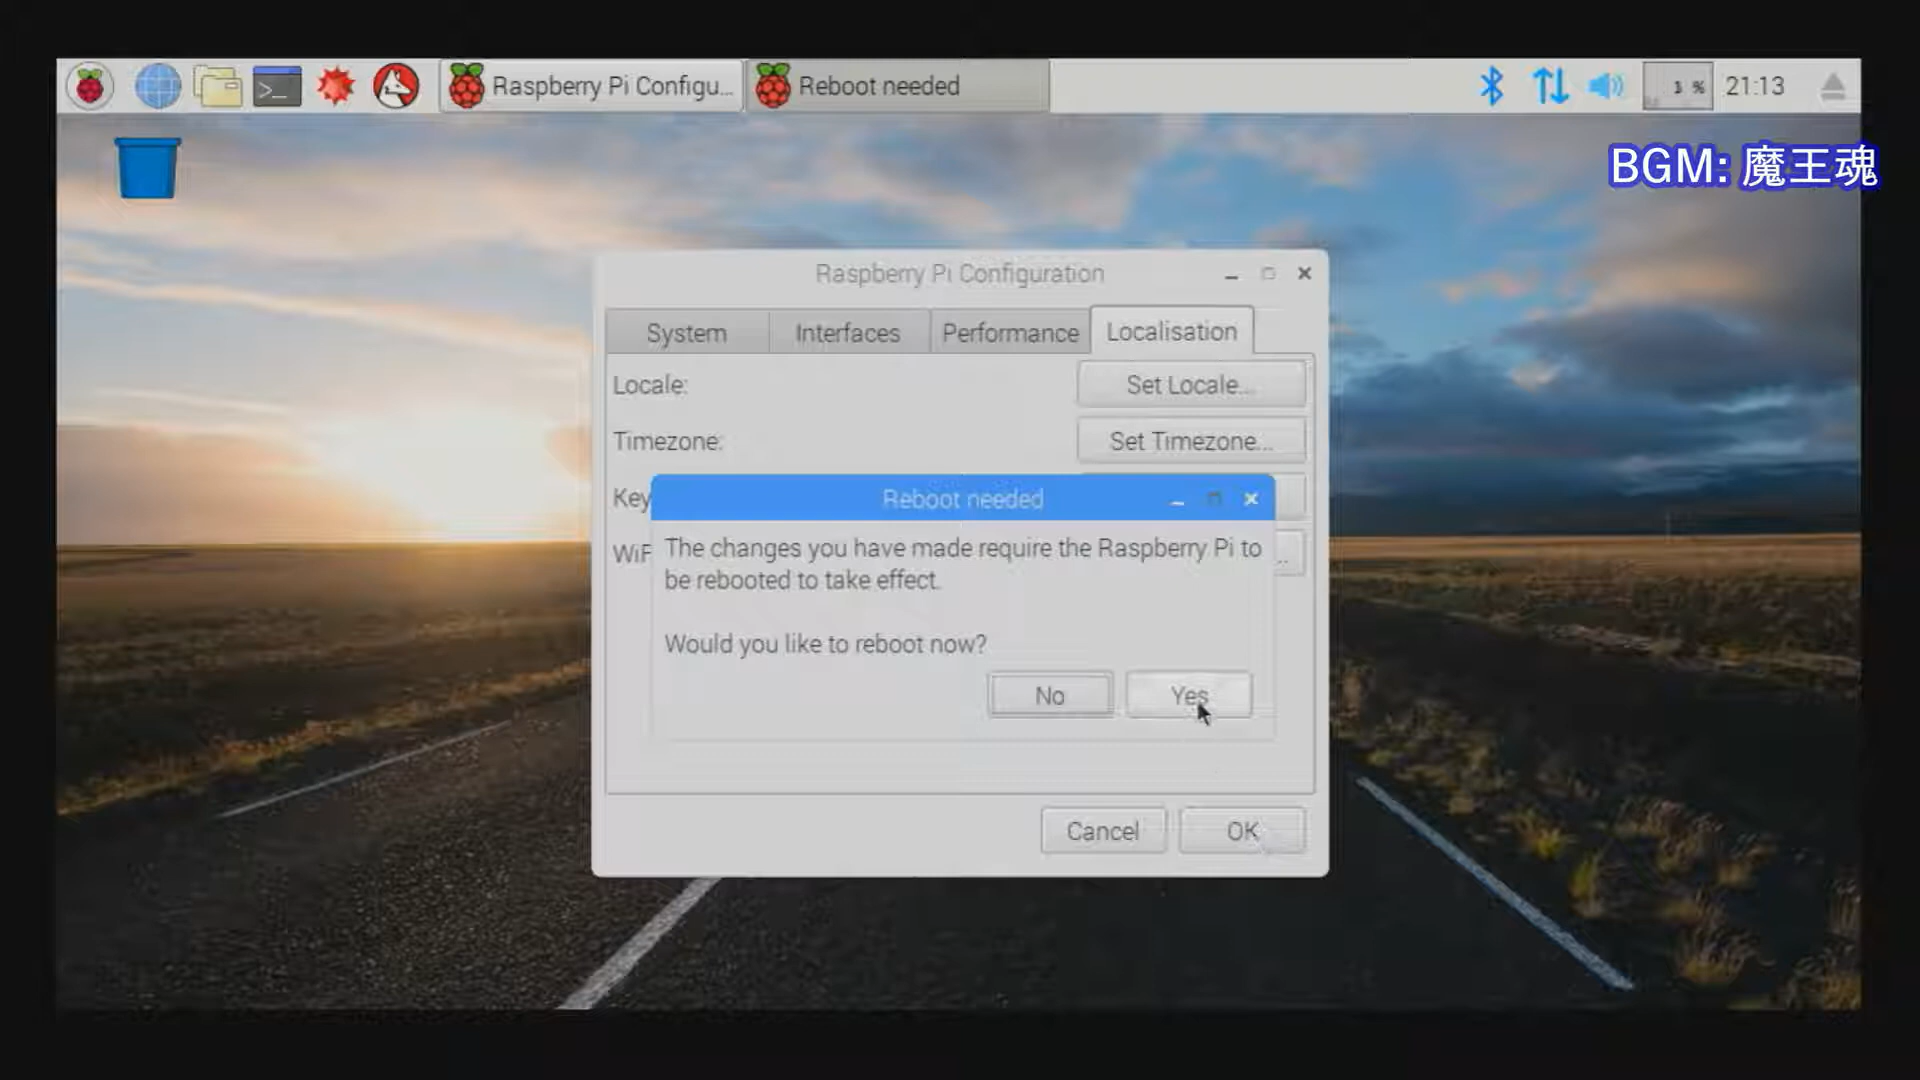 Raspberry Pi Configu...
Reboot needed
% 21:13
BGM: 魔王魂
Raspberry Pi Configuration
System Interfaces Performance Localisation
Locale: Set Locale...
Timezone: Set Timezone...
Key
Reboot needed
WiF
The changes you have made require the Raspberry Pi to
be rebooted to take effect.
Would you like to reboot now?
No Yes
Cancel OK